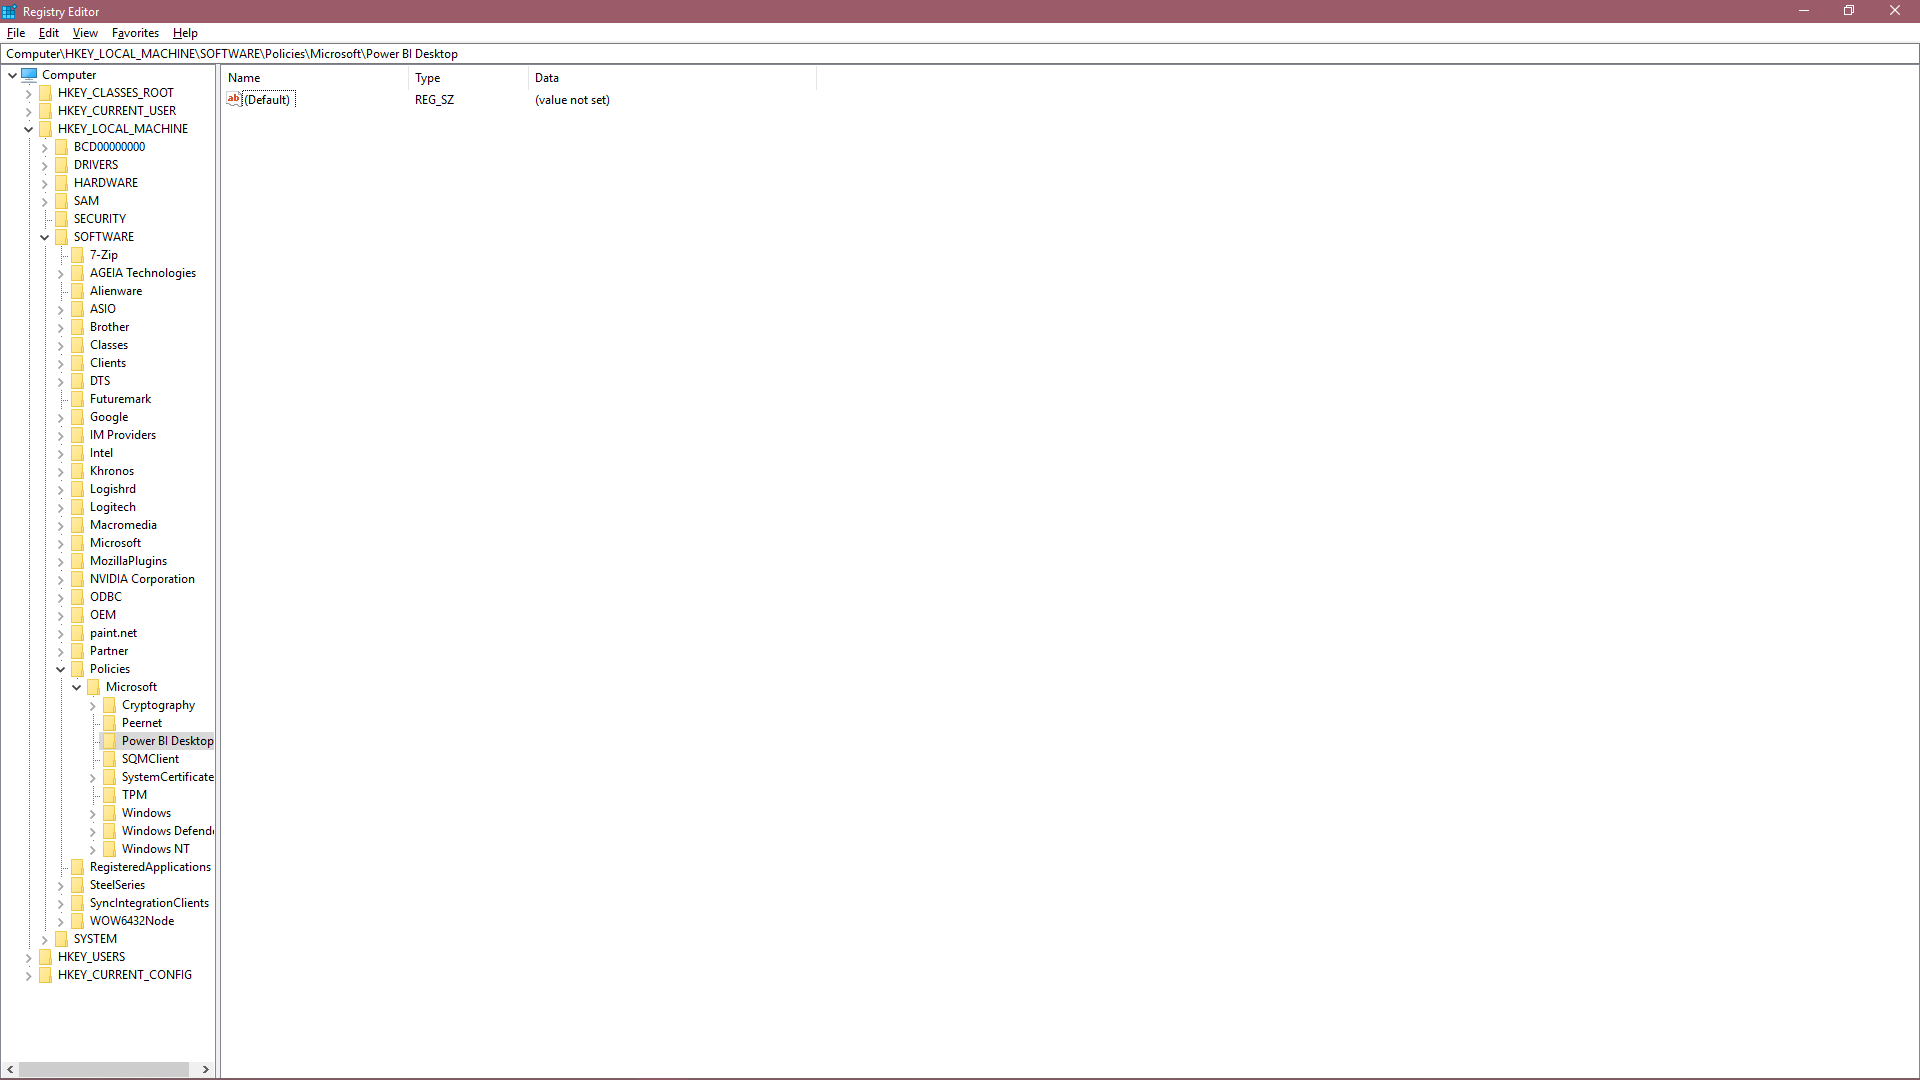 Registry Editor
File Edit View Favorites Help
Computer\HKEY_LOCAL_MACHINE\SOFTWARE\Policies\Microsoft\Power BI Desktop
Computer
HKEY_CLASSES_ROOT
HKEY_CURRENT_USER
HKEY_LOCAL_MACHINE
BCD00000000
DRIVERS
HARDWARE
SAM
SECURITY
SOFTWARE
7-Zip
AGEIA Technologies
Alienware
ASIO
Brother
Classes
Clients
DTS
Futuremark
Google
IM Providers
Intel
Khronos
Logishrd
Logitech
Macromedia
Microsoft
MozillaPlugins
NVIDIA Corporation
ODBC
OEM
paint.net
Partner
Policies
Microsoft
Cryptography
Peernet
Power BI Desktop
SQMClient
SystemCertificate
TPM
Windows
Windows Defende
Windows NT
RegisteredApplications
SteelSeries
SyncIntegrationClients
WOW6432Node
SYSTEM
HKEY_USERS
HKEY_CURRENT_CONFIG
Name Type Data
ab (Default) REG_SZ (value not set)